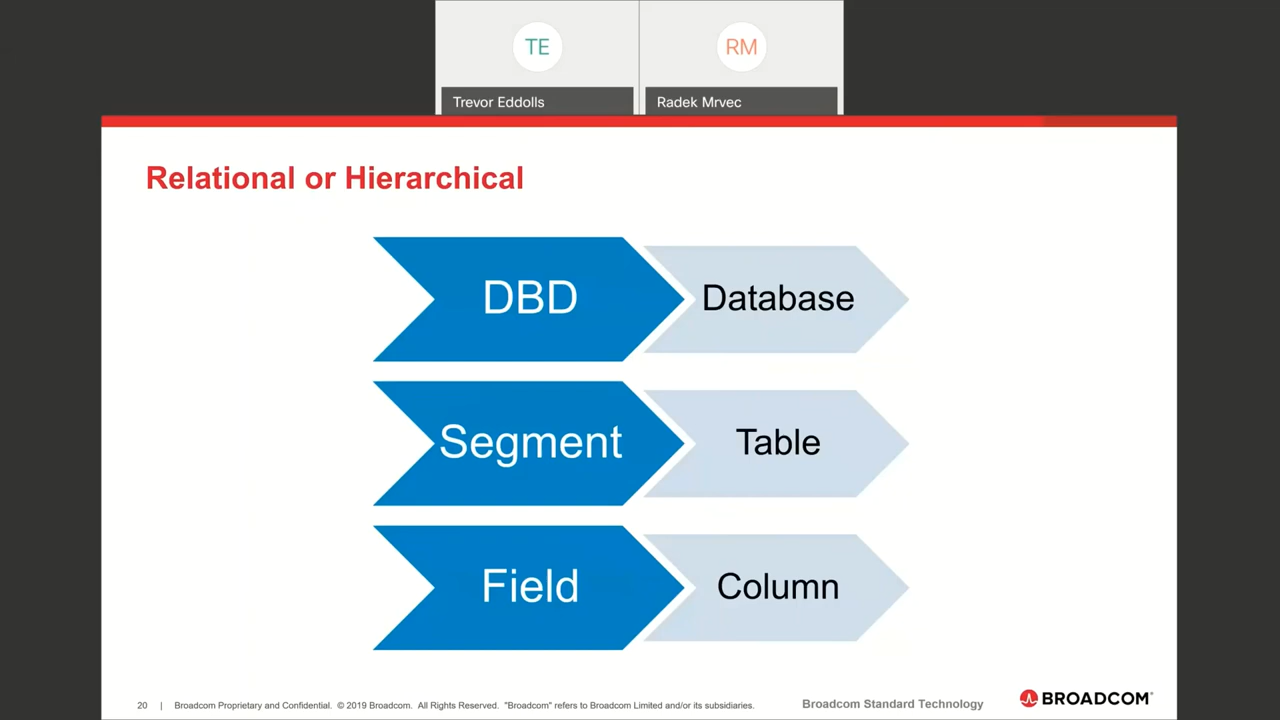 TE
RM
Trevor Eddolls
Radek Mrvec
Relational or Hierarchical
DBD
Database
Segment
Table
Field
Column
20 | Broadcom Proprietary and Confidential. © 2019 Broadcom. All Rights Reserved. "Broadcom" refers to Broadcom Limited and/or its subsidiaries.
Broadcom Standard Technology
BROADCOM®